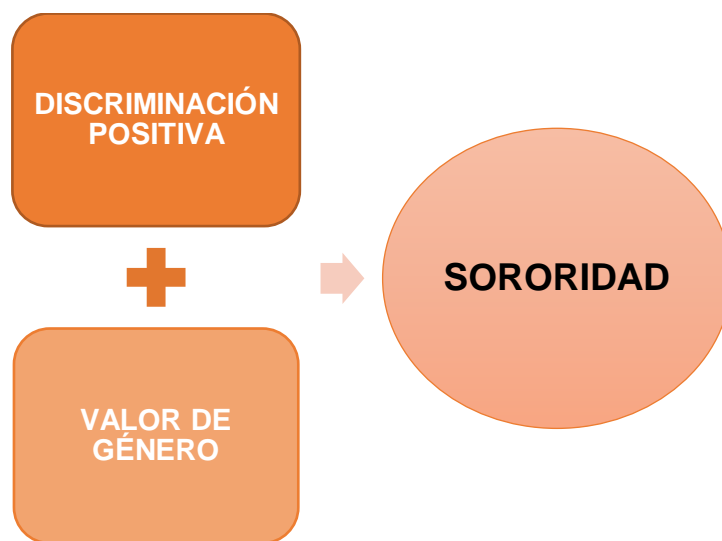 DISCRIMINACIÓN
POSITIVA
SORORIDAD
VALOR DE
GÉNERO